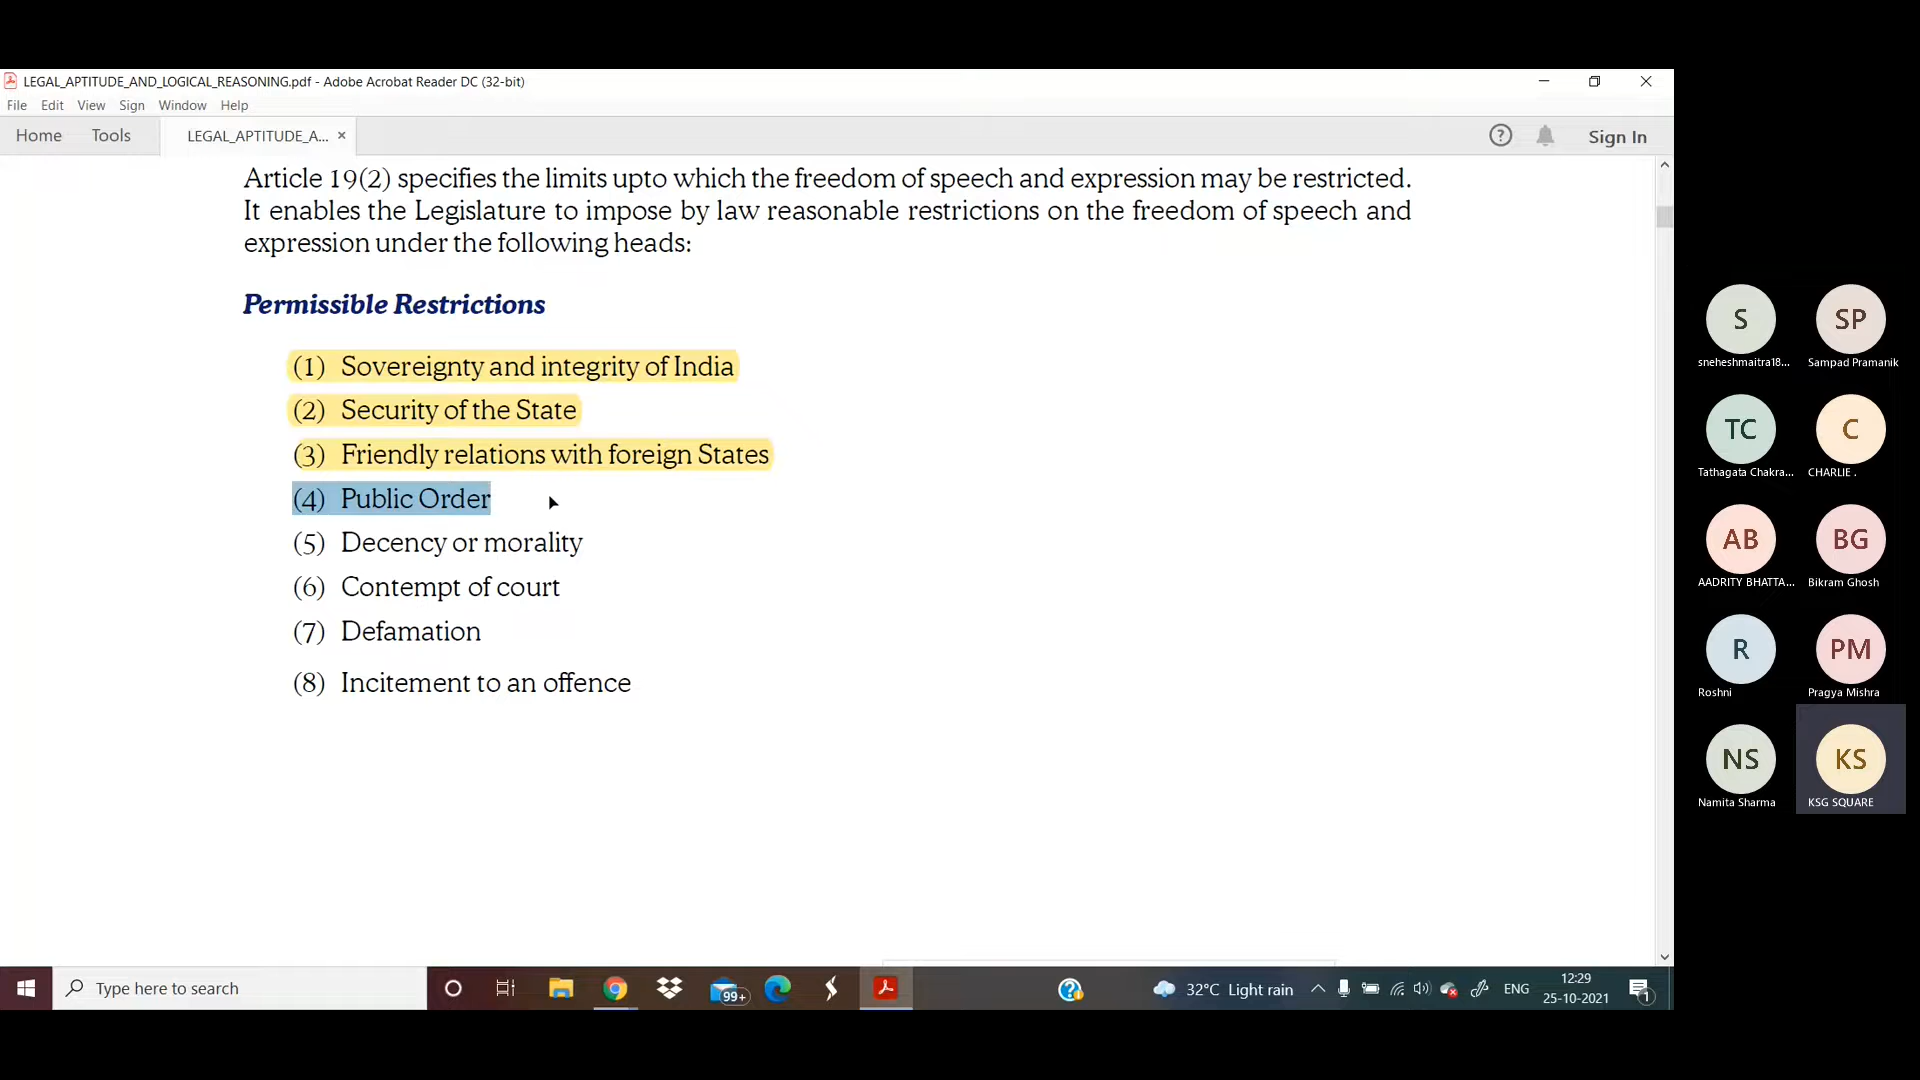 LEGAL_APTITUDE_AND_LOGICAL_REASONING.pdf - Adobe Acrobat Reader DC (32-bit)
File Edit View Sign Window Help
Home Tools LEGAL_APTITUDE_A... × ? Sign In
Article 19(2) specifies the limits upto which the freedom of speech and expression may be restricted.
It enables the Legislature to impose by law reasonable restrictions on the freedom of speech and
expression under the following heads:
Permissible Restrictions
(1) Sovereignty and integrity of India
(2) Security of the State
(3) Friendly relations with foreign States
(4) Public Order
(5) Decency or morality
(6) Contempt of court
(7) Defamation
(8) Incitement to an offence
S SP
sneheshmaitra18... Sampad Pramanik
TC C
Tathagata Chakra... CHARLIE .
AB BG
AADRITY BHATTA... Bikram Ghosh
R PM
Roshni Pragya Mishra
NS KS
Namita Sharma KSG SQUARE
Type here to search 99+ 32°C Light rain ENG 12:29
25-10-2021 1